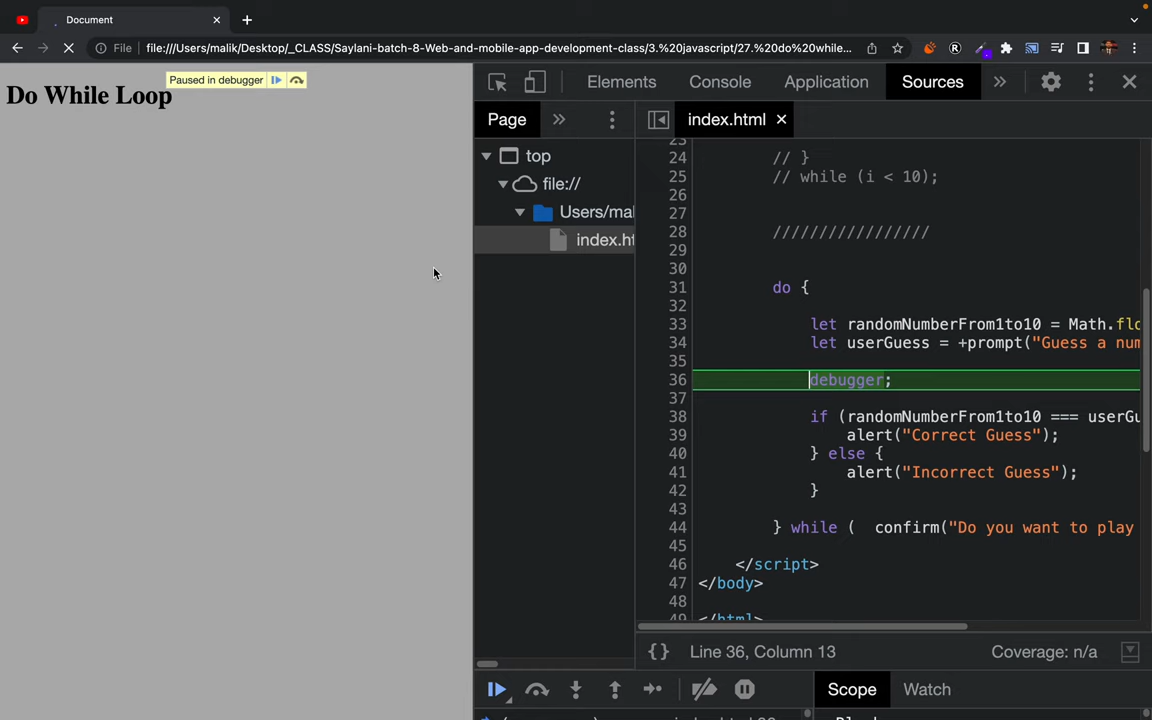 Document
File file:///Users/malik/Desktop/_CLASS/Saylani-batch-8-Web-and-mobile-app-development-class/3.%20javascript/27.%20do%20while...
Paused in debugger
Do While Loop
Elements Console Application Sources
Page
index.html
top
file://
Users/mal
index.ht
23
24 // }
25 // while (i < 10);
26
27
28 /////////////////
29
30
31 do {
32
33 let randomNumberFrom1to10 = Math.flo
34 let userGuess = +prompt("Guess a num
35
36 debugger;
37
38 if (randomNumberFrom1to10 === userGu
39 alert("Correct Guess");
40 } else {
41 alert("Incorrect Guess");
42 }
43
44 } while ( confirm("Do you want to play
45
46 </script>
47 </body>
48
49 </html>
{} Line 36, Column 13 Coverage: n/a
Scope Watch